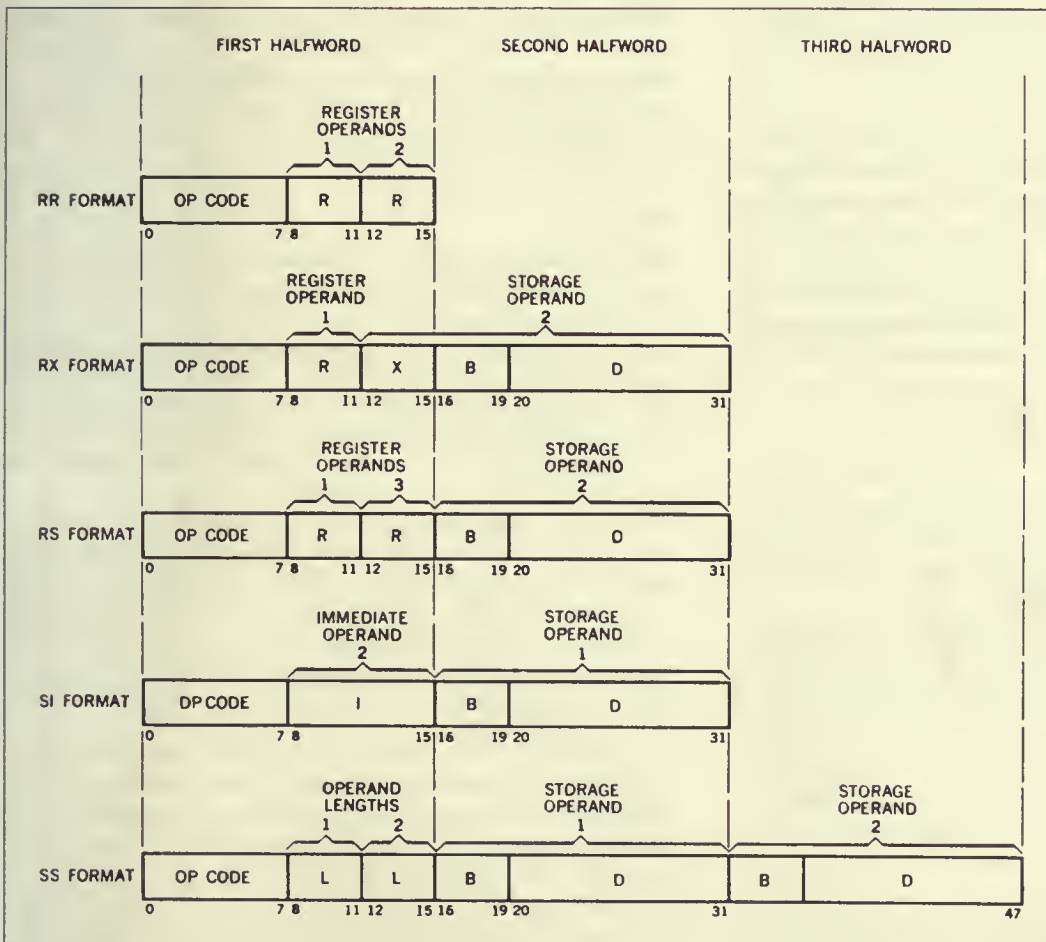 FIRST HALFWORD SECOND HALFWORD THIRD HALFWORD
REGISTER
OPERANDS
1 2
RR FORMAT OP CODE R R
0 7 8 11 12 15
REGISTER
OPERAND
1
STORAGE
OPERAND
2
RX FORMAT OP CODE R X B D
0 7 8 11 12 15 16 19 20 31
REGISTER
OPERANDS
1 3
STORAGE
OPERAND
2
RS FORMAT OP CODE R R B D
0 7 8 11 12 15 16 19 20 31
IMMEDIATE
OPERAND
2
STORAGE
OPERAND
1
SI FORMAT OP CODE I B D
0 7 8 15 16 19 20 31
OPERAND
LENGTHS
1 2
STORAGE
OPERAND
1
STORAGE
OPERAND
2
SS FORMAT OP CODE L L B D B D
0 7 8 11 12 15 16 19 20 31 47